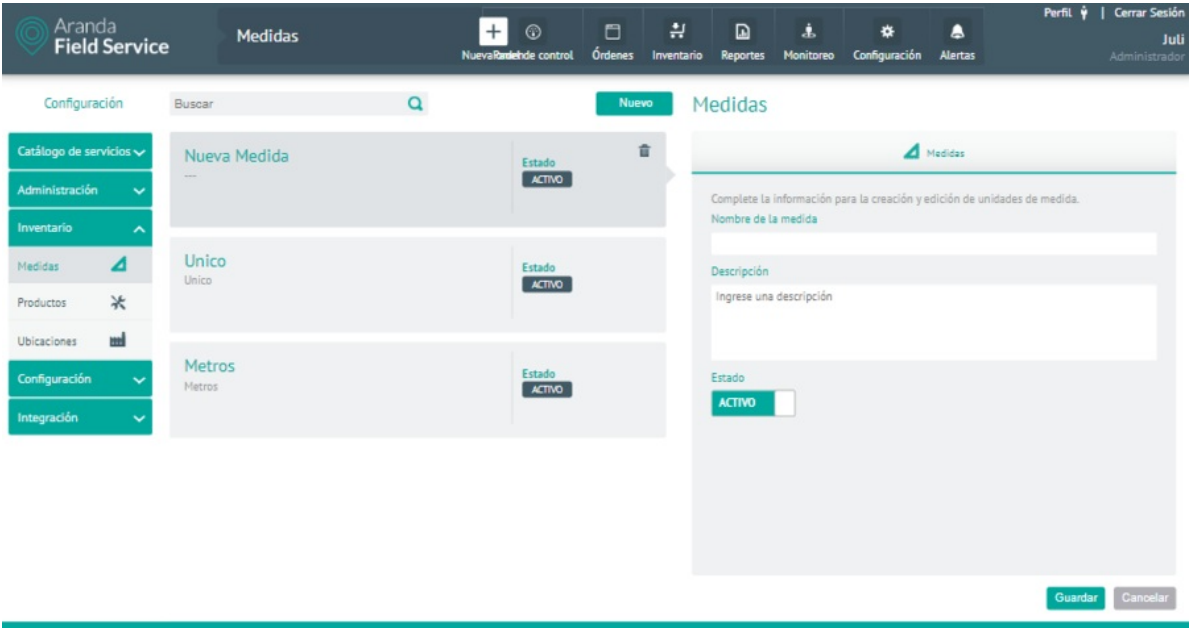 Aranda
Field Service
Medidas
Nueva orden
Panel de control
Órdenes
Inventario
Reportes
Monitoreo
Configuración
Alertas
Perfil | Cerrar Sesión
Juli
Administrador
Configuración
Catálogo de servicios
Administración
Inventario
Medidas
Productos
Ubicaciones
Configuración
Integración
Buscar
Nuevo
Nueva Medida
---
Estado
ACTIVO
Unico
Unico
Estado
ACTIVO
Metros
Metros
Estado
ACTIVO
Medidas
Medidas
Complete la información para la creación y edición de unidades de medida.
Nombre de la medida
Descripción
Ingrese una descripción
Estado
ACTIVO
Guardar
Cancelar